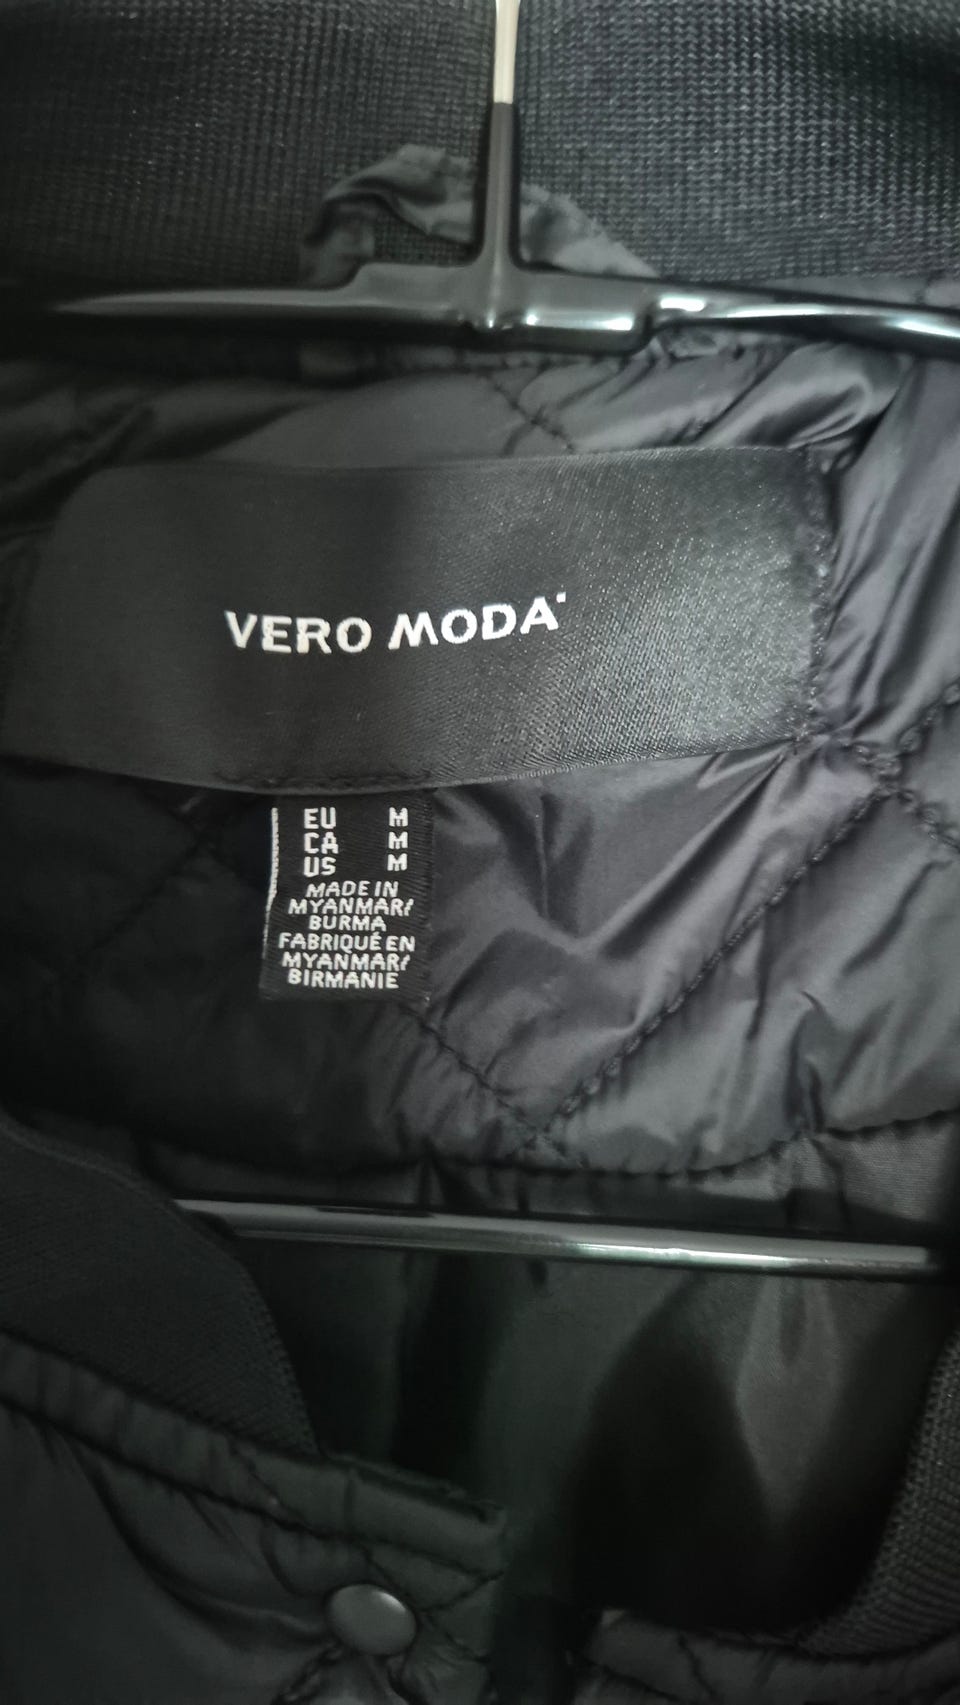 VERO MODA
EU M
CA M
US M
MADE IN
MYANMAR/
BURMA
FABRIQUÉ EN
MYANMAR/
BIRMANIE